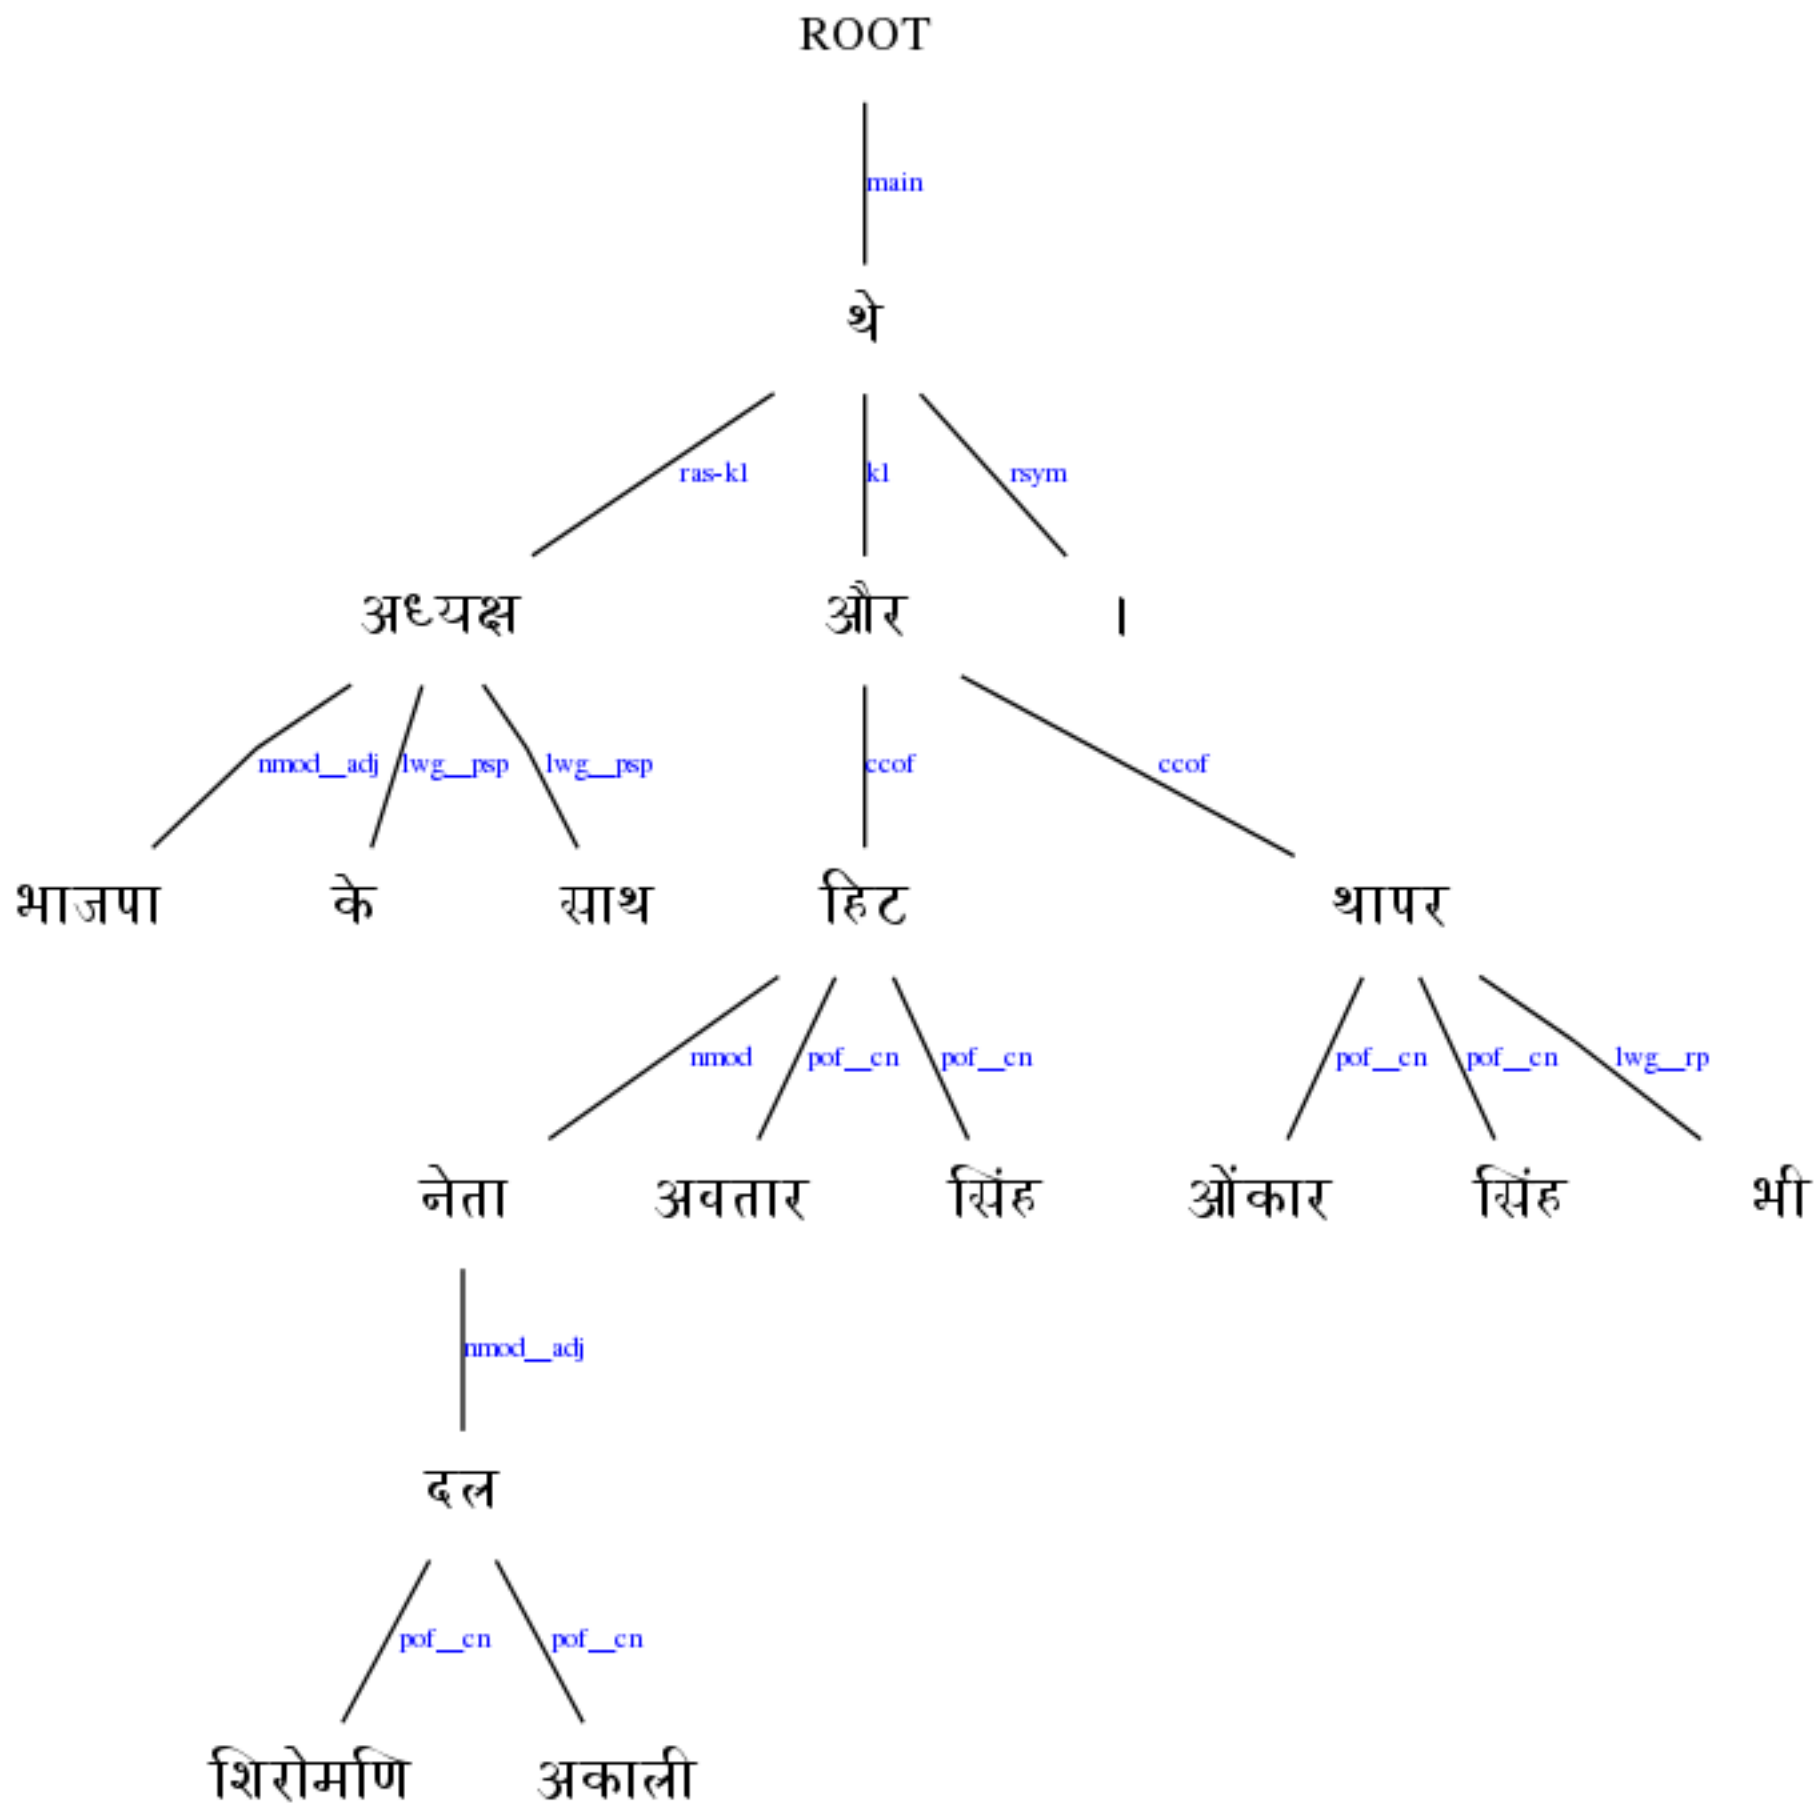 ROOT
main
थे
ras-k1 k1 rsym
अध्यक्ष और ।
nmod__adj lwg__psp lwg__psp ccof ccof
भाजपा के साथ हिट थापर
nmod pof__cn pof__cn pof__cn pof__cn lwg__rp
नेता अवतार सिंह ओंकार सिंह भी
nmod__adj
दल
pof__cn pof__cn
शिरोमणि अकाली